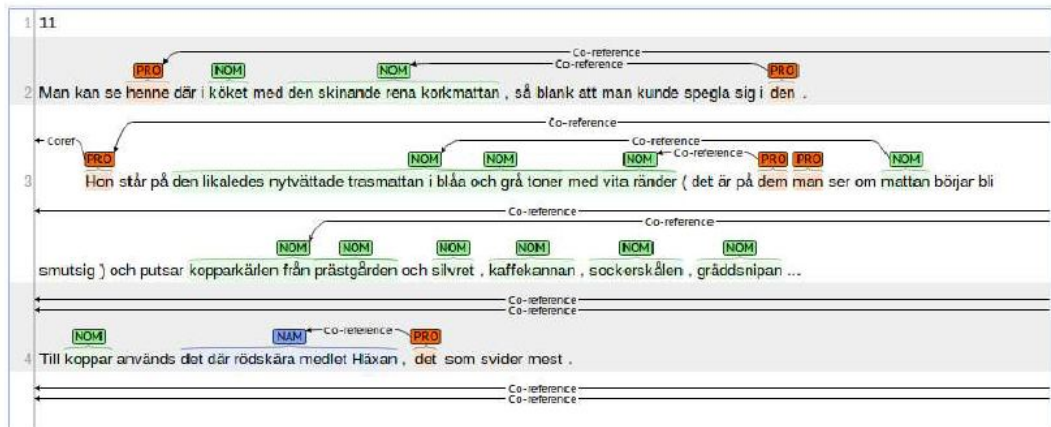 1 11
Co-reference
Co-reference
PRO NOM NOM PRO
2 Man kan se henne där i köket med den skinande rena korkmattan , så blank att man kunde spegla sig i den .
Co-reference
Coref Co-reference
PRO NOM NOM NOM Co-reference PRO PRO NOM
3 Hon står på den likaledes nytvättade trasmattan i blåa och grå toner med vita ränder ( det är på dem man ser om mattan börjar bli
Co-reference
Co-reference
NOM NOM NOM NOM NOM NOM
smutsig ) och putsar kopparkärlen från prästgården och silvret , kaffekannan , sockerskålen , gräddsnipan ...
Co-reference
Co-reference
NOM NAM Co-reference PRO
4 Till koppar används det där rödskära medlet Häxan , det som svider mest .
Co-reference
Co-reference